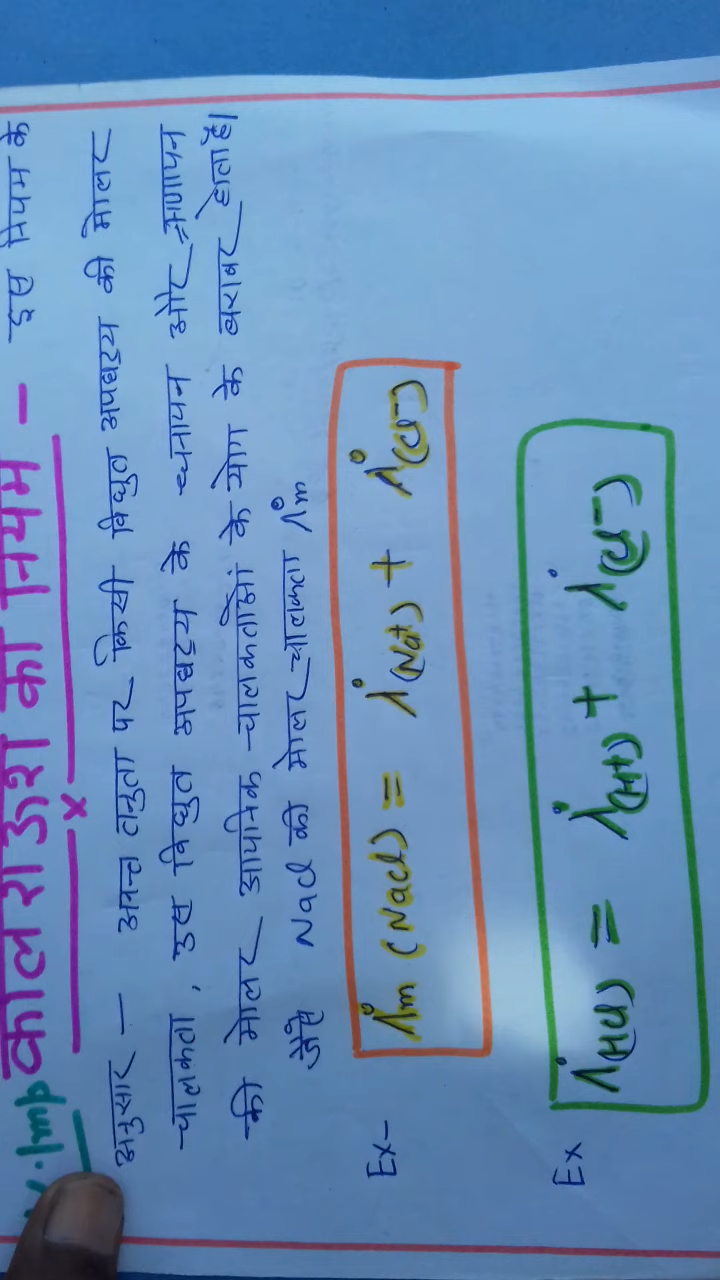 v. Imp कोलराऊश का नियम – इस नियम के
x
अनुसार – अनन्त तनुता पर किसी विद्युत अपघट्य की मोलर
चालकता, उस विद्युत अपघट्य के धनायन और ऋणायन
की मोलर आयनिक चालकताओं के योग के बराबर होता है।
जैसे NaCl की मोलर चालकता λ°m
Ex- λ°m (NaCl) = λ°(Na+) + λ°(Cl-)
Ex λ°(HCl) = λ°(H+) + λ°(Cl-)